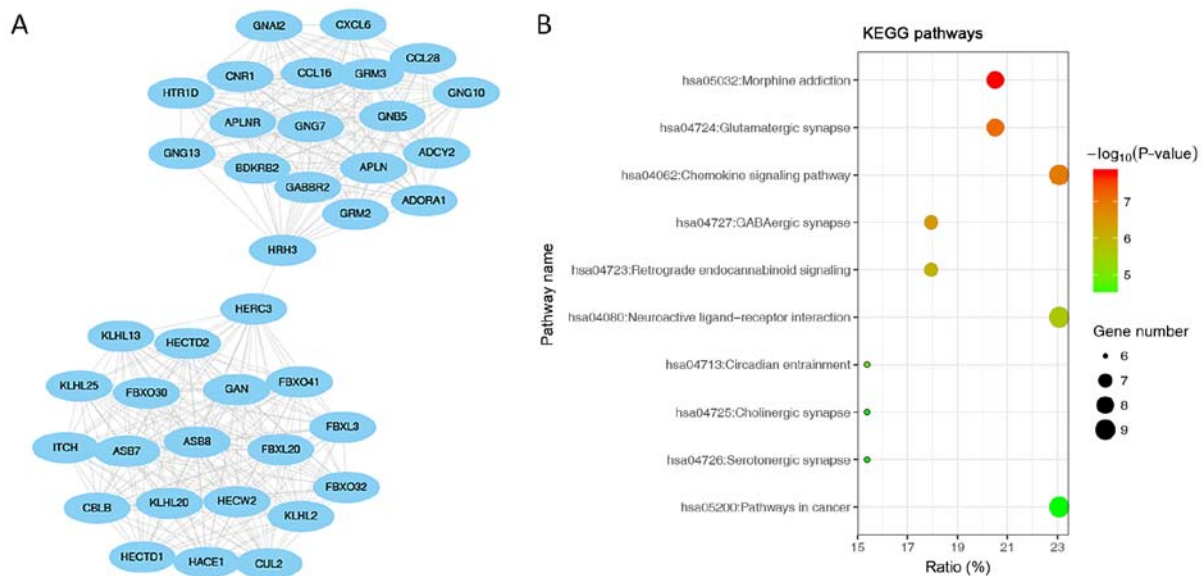 A
GNAI2
CXCL6
CCL28
CNR1
CCL16
GRM3
HTR1D
GNG10
APLNR
GNG7
GNB5
GNG13
ADCY2
BDKRB2
APLN
GABBR2
ADORA1
GRM2
HRH3
HERC3
KLHL13
HECTD2
KLHL25
FBXO30
GAN
FBXO41
FBXL3
ITCH
ASB7
ASB8
FBXL20
FBXO32
CBLB
KLHL20
HECW2
KLHL2
HECTD1
HACE1
CUL2
B
KEGG pathways
Pathway name
hsa05032:Morphine addiction
hsa04724:Glutamatergic synapse
hsa04062:Chemokine signaling pathway
hsa04727:GABAergic synapse
hsa04723:Retrograde endocannabinoid signaling
hsa04080:Neuroactive ligand−receptor interaction
hsa04713:Circadian entrainment
hsa04725:Cholinergic synapse
hsa04726:Serotonergic synapse
hsa05200:Pathways in cancer
15 17 19 21 23
Ratio (%)
−log₁₀(P-value)
7
6
5
Gene number
6
7
8
9